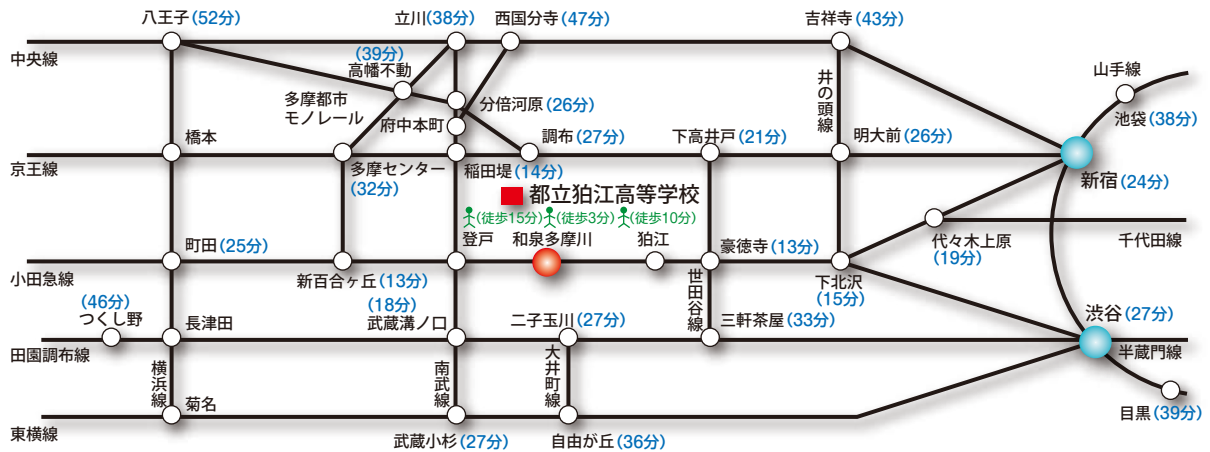 八王子(52分)
立川(38分)
西国分寺(47分)
吉祥寺(43分)
中央線
(39分)
高幡不動
多摩都市
モノレール
分倍河原(26分)
府中本町
井の頭線
山手線
池袋(38分)
橋本
調布(27分)
下高井戸(21分)
明大前(26分)
京王線
多摩センター
(32分)
稲田堤
(14分)
新宿(24分)
都立狛江高等学校
(徒歩15分)
(徒歩3分)
(徒歩10分)
町田(25分)
登戸
和泉多摩川
狛江
豪徳寺(13分)
代々木上原
(19分)
千代田線
小田急線
新百合ヶ丘(13分)
世田谷線
下北沢
(15分)
(46分)
つくし野
長津田
(18分)
武蔵溝ノ口
二子玉川(27分)
三軒茶屋(33分)
渋谷(27分)
田園調布線
半蔵門線
横浜線
南武線
大井町線
菊名
目黒(39分)
東横線
武蔵小杉(27分)
自由が丘(36分)